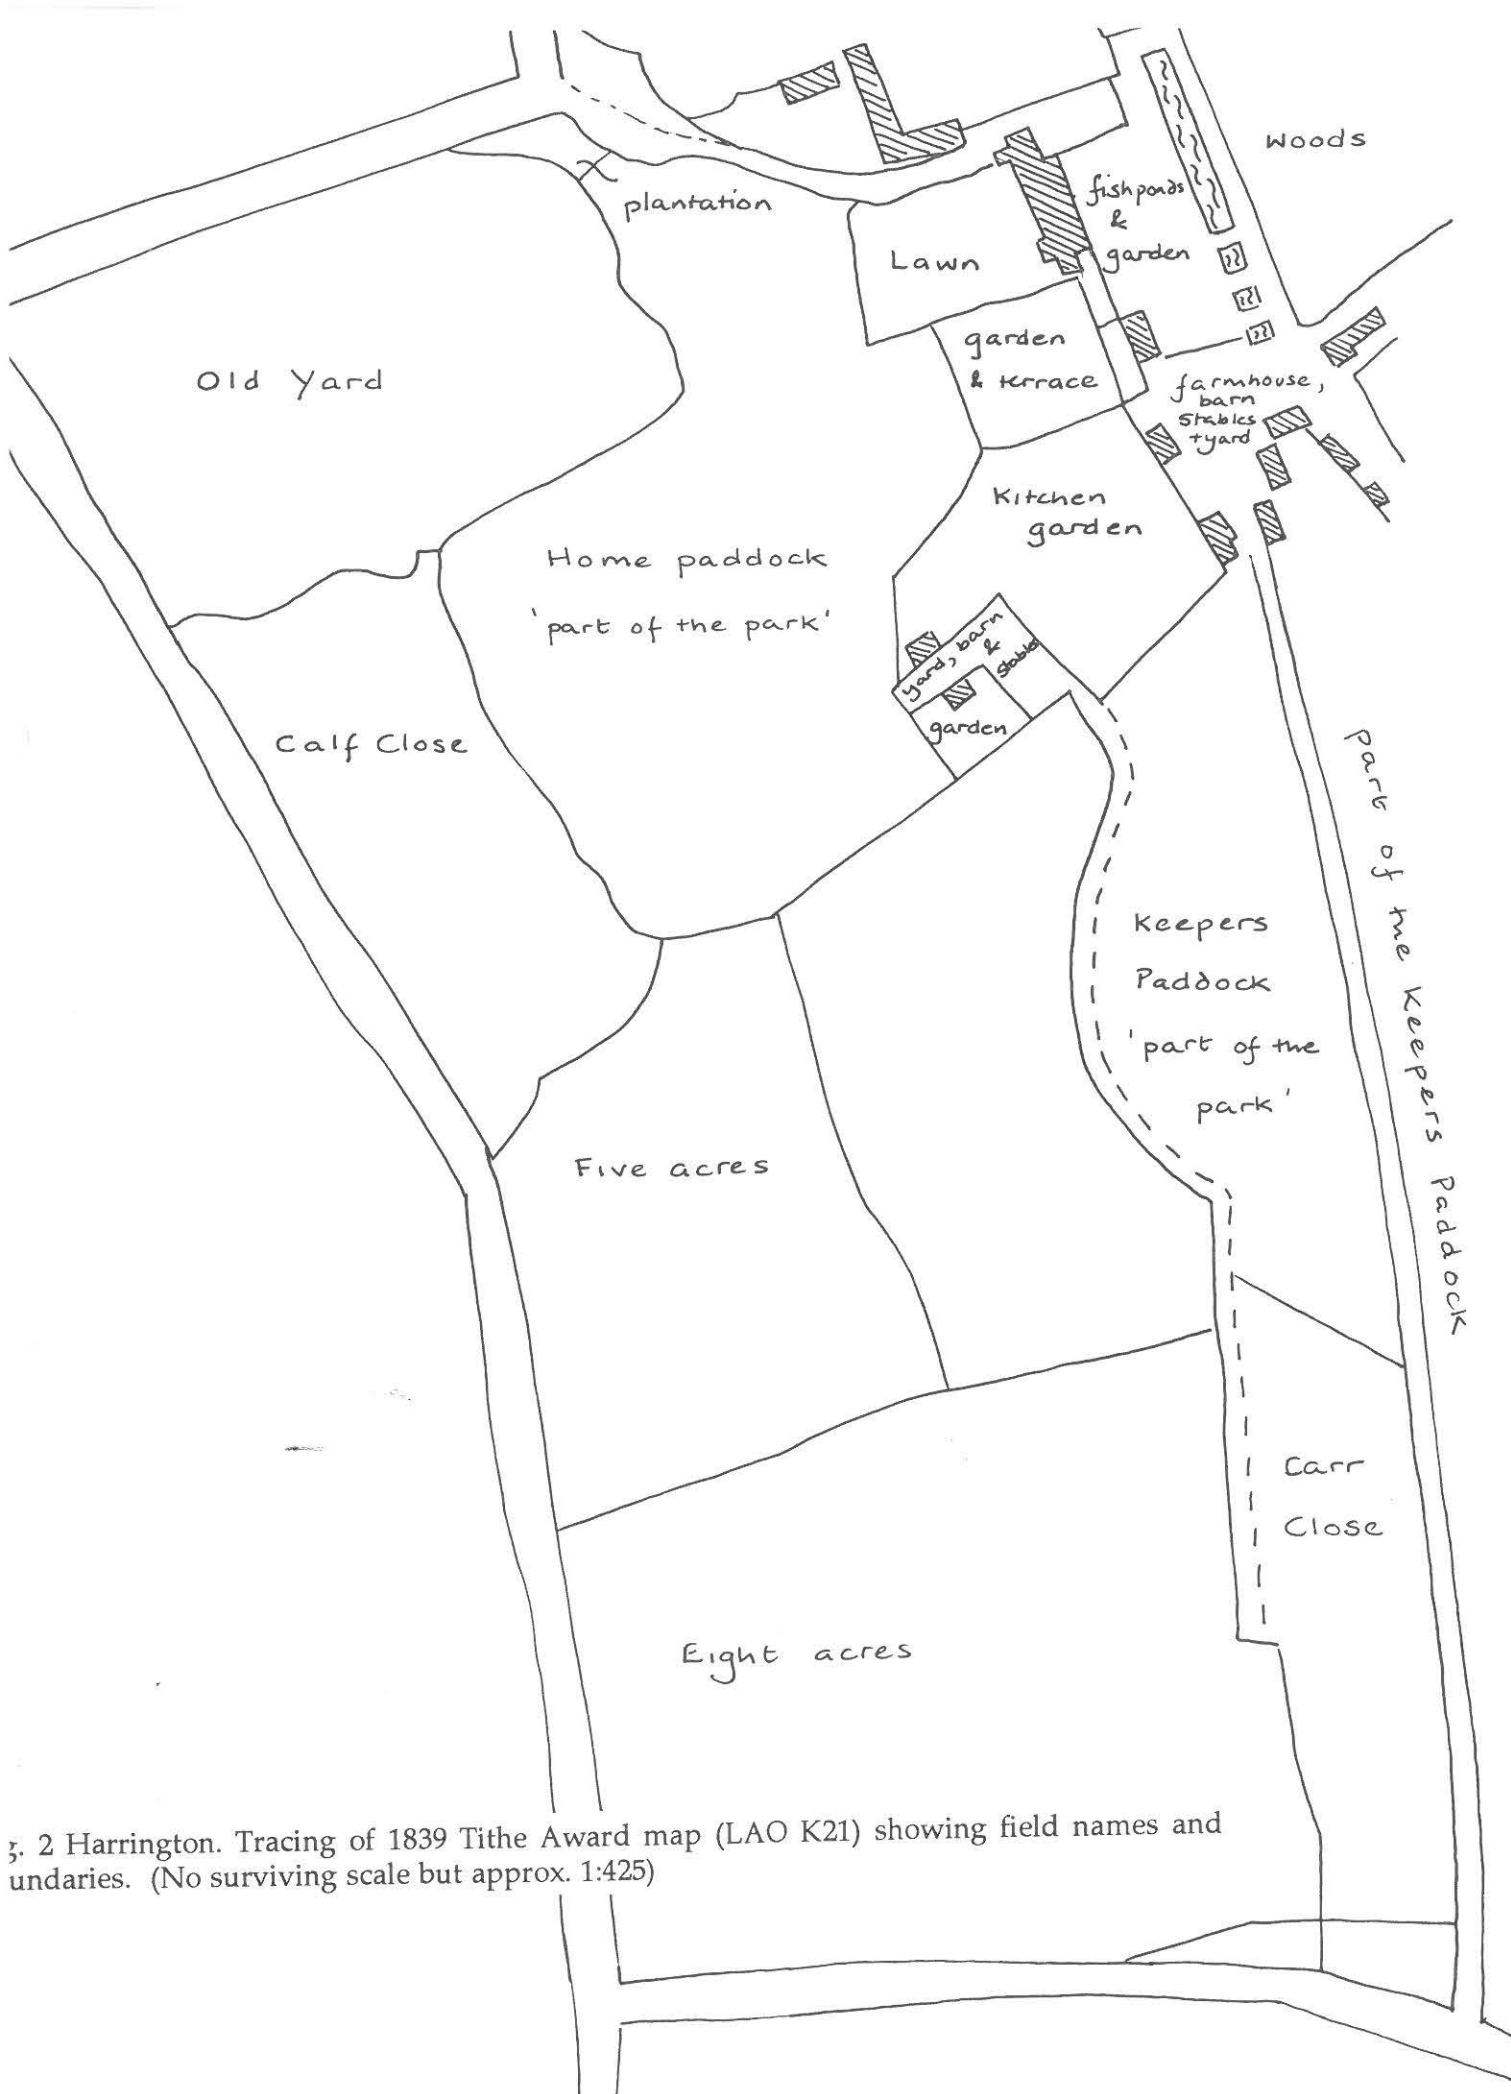 woods
plantation
fishponds
&
garden
Lawn
garden
& terrace
Old Yard
farmhouse,
barn
stables
+ yard
Kitchen
garden
Home paddock
'part of the park'
yard, barn
&
stables
garden
Calf Close
part of the Keepers Paddock
Keepers
Paddock
'part of the
park'
Five acres
Carr
Close
Eight acres
g. 2 Harrington. Tracing of 1839 Tithe Award map (LAO K21) showing field names and
undaries. (No surviving scale but approx. 1:425)